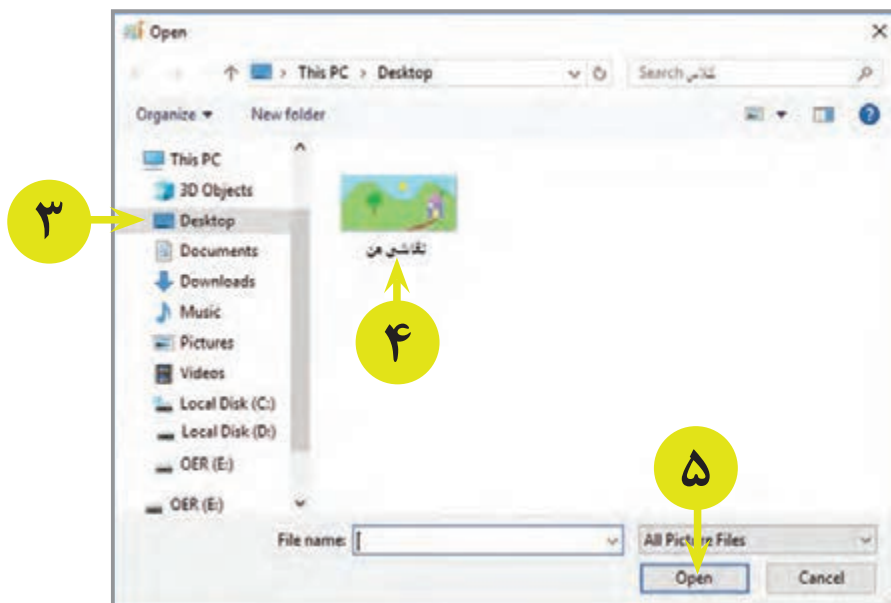 Open
This PC > Desktop
Search کلاس
Organize
New folder
This PC
3D Objects
Desktop
Documents
Downloads
Music
Pictures
Videos
Local Disk (C:)
Local Disk (D:)
OER (E:)
OER (E:)
۳
نقاشی من
۴
۵
File name:
All Picture Files
Open
Cancel